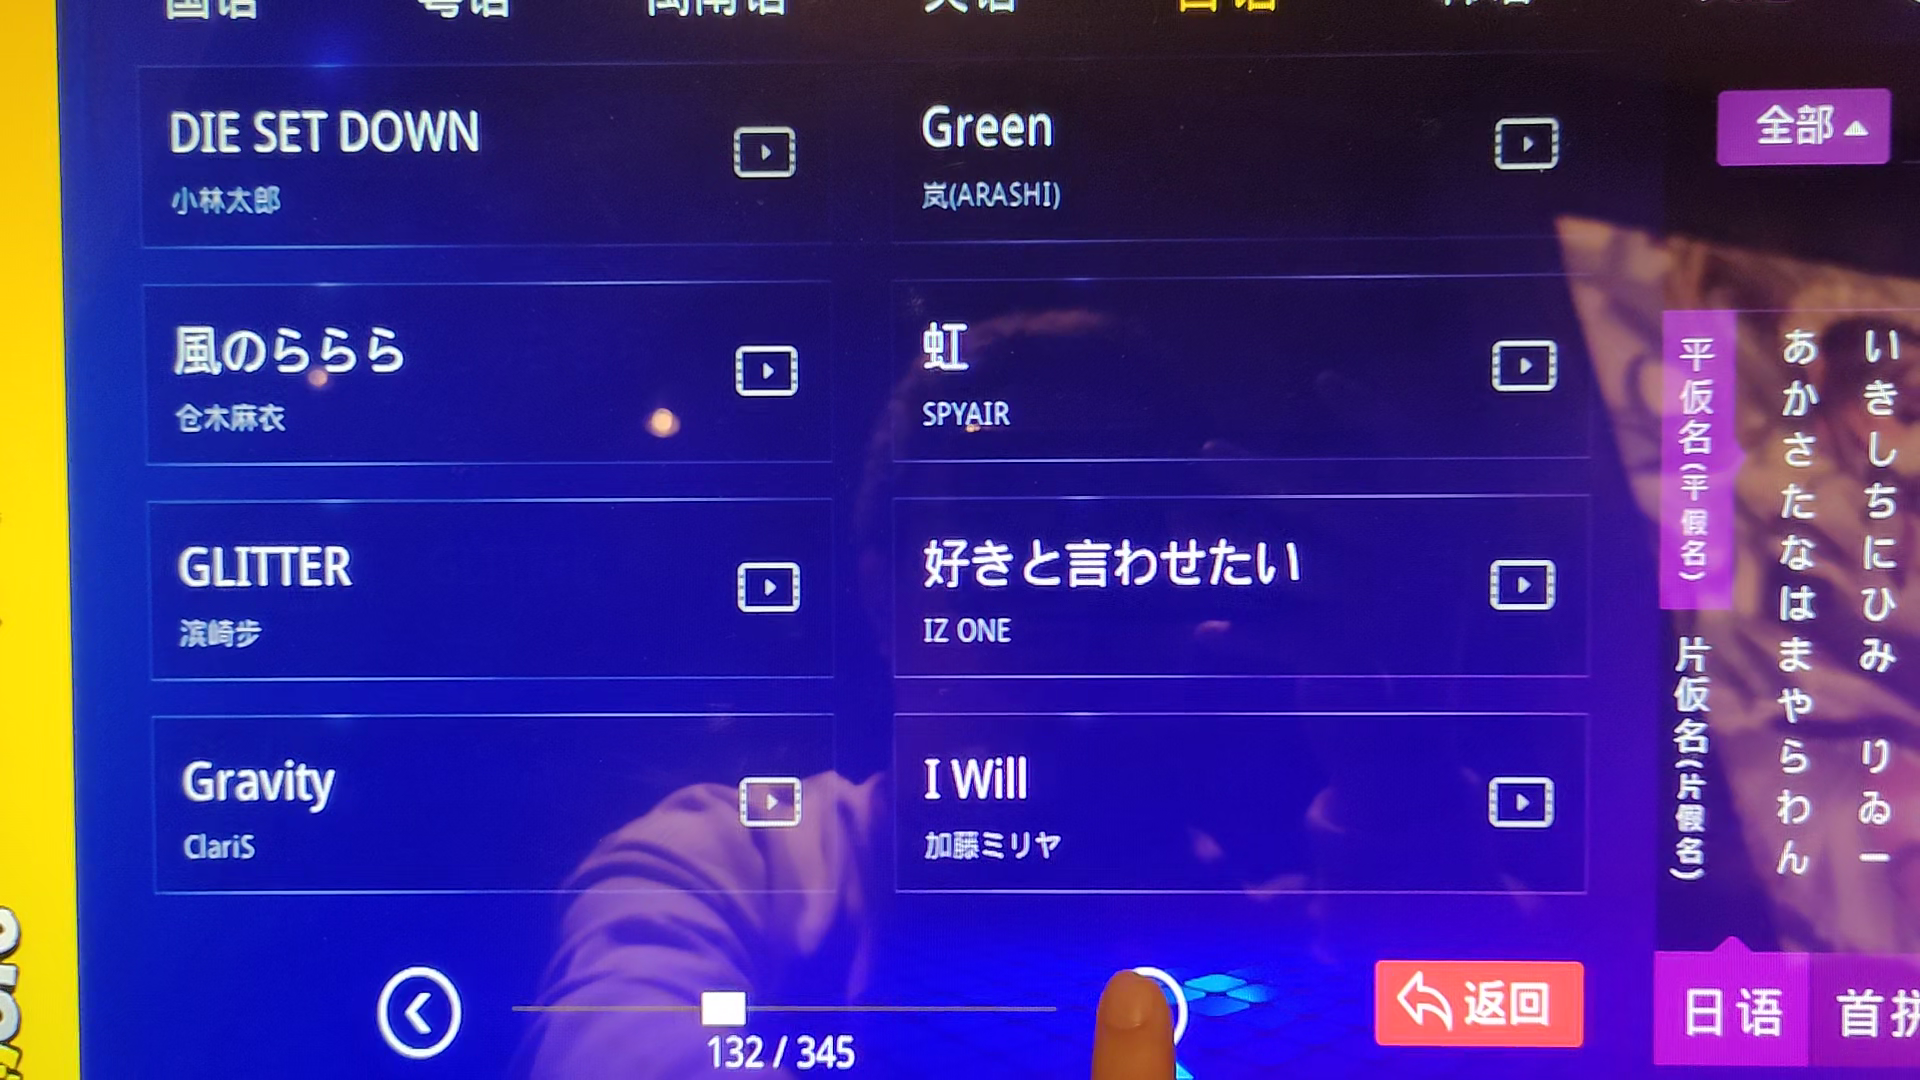 国语 粤语 闽南语 英语 日语 韩语
DIE SET DOWN
小林太郎
Green
岚(ARASHI)
全部
風のららら
仓木麻衣
虹
SPYAIR
GLITTER
滨崎步
好きと言わせたい
IZ ONE
Gravity
ClariS
I Will
加藤ミリヤ
平仮名(平假名)
片仮名(片假名)
あかさたなはまやらわん
いきしちにひみ りゐー
132 / 345
返回
日语
首拼